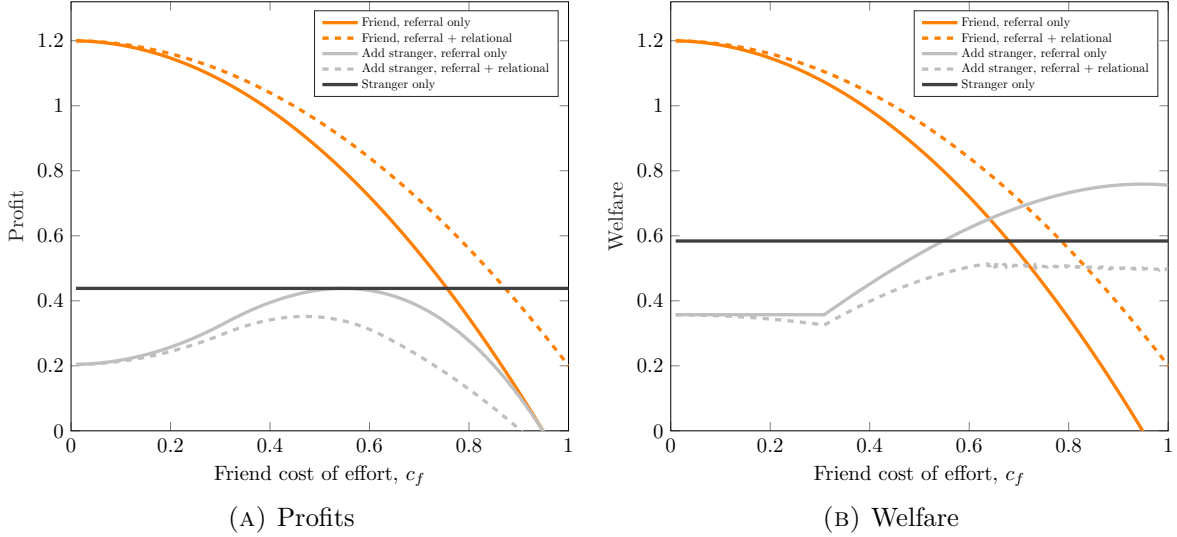 Friend, referral only
Friend, referral + relational
Add stranger, referral only
Add stranger, referral + relational
Stranger only
Profit
1.2
1
0.8
0.6
0.4
0.2
0
0 0.2 0.4 0.6 0.8 1
Friend cost of effort, c_f
(A) Profits
Friend, referral only
Friend, referral + relational
Add stranger, referral only
Add stranger, referral + relational
Stranger only
Welfare
1.2
1
0.8
0.6
0.4
0.2
0
0 0.2 0.4 0.6 0.8 1
Friend cost of effort, c_f
(B) Welfare